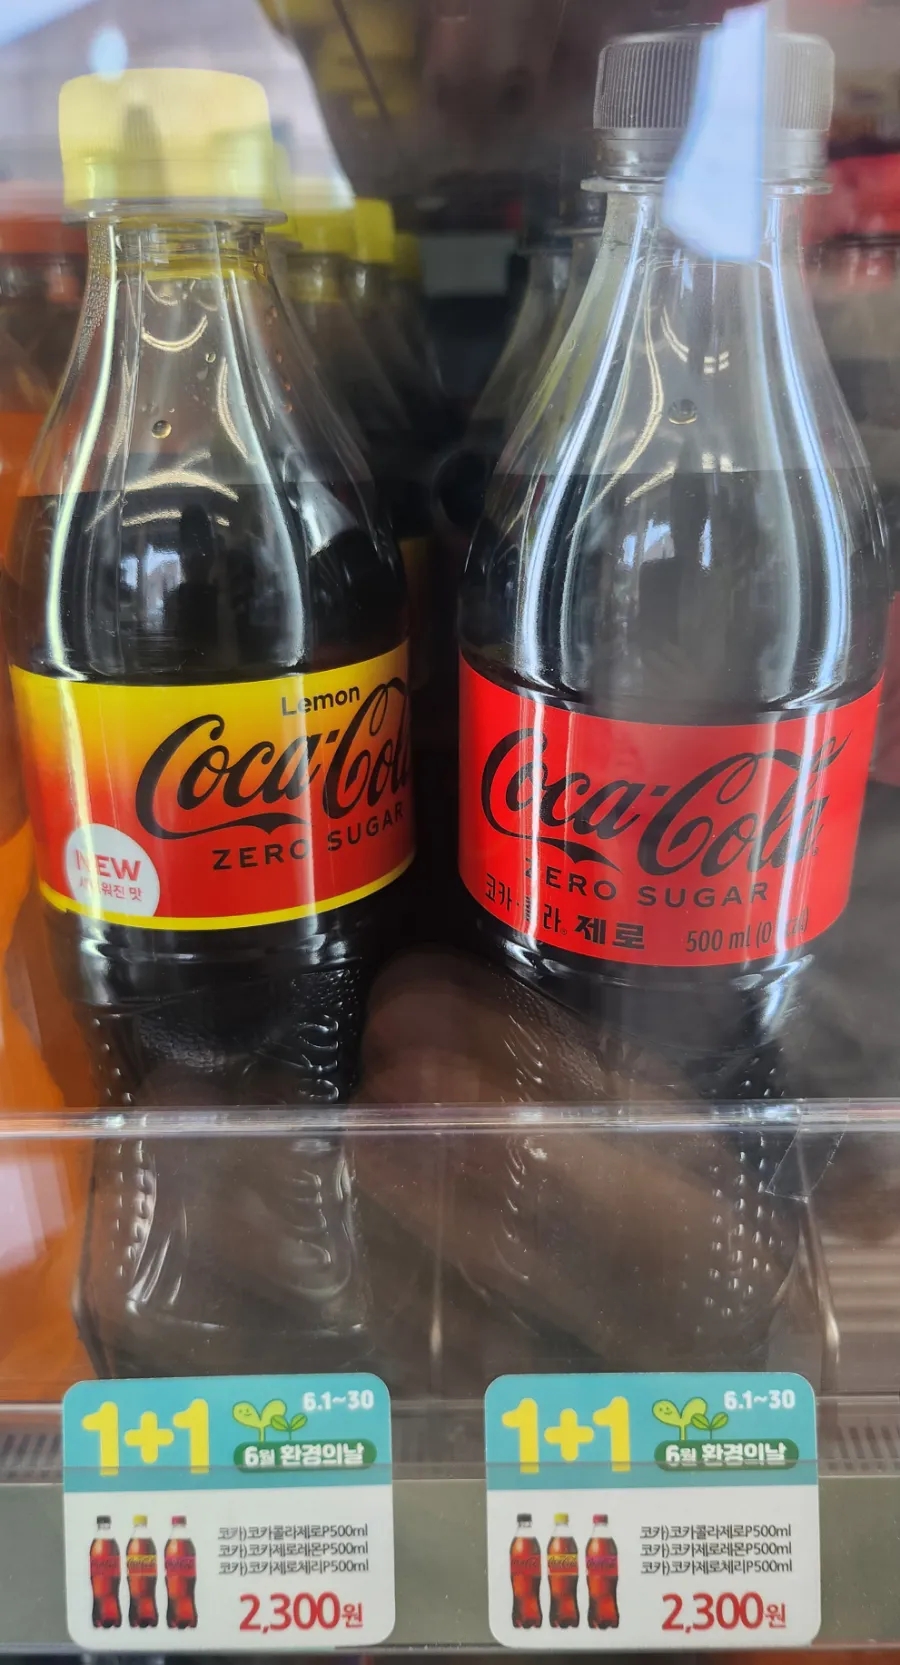 Lemon
Coca-Cola
ZERO SUGAR
NEW
Coca-Cola
ZERO SUGAR
제로
500 ml (0
1+1
6.1~30
6월 환경의날
코카)코카콜라제로P500ml
코카)코카제로레몬P500ml
코카)코카제로체리P500ml
2,300원
1+1
6.1~30
6월 환경의날
코카)코카콜라제로P500ml
코카)코카제로레몬P500ml
코카)코카제로체리P500ml
2,300원